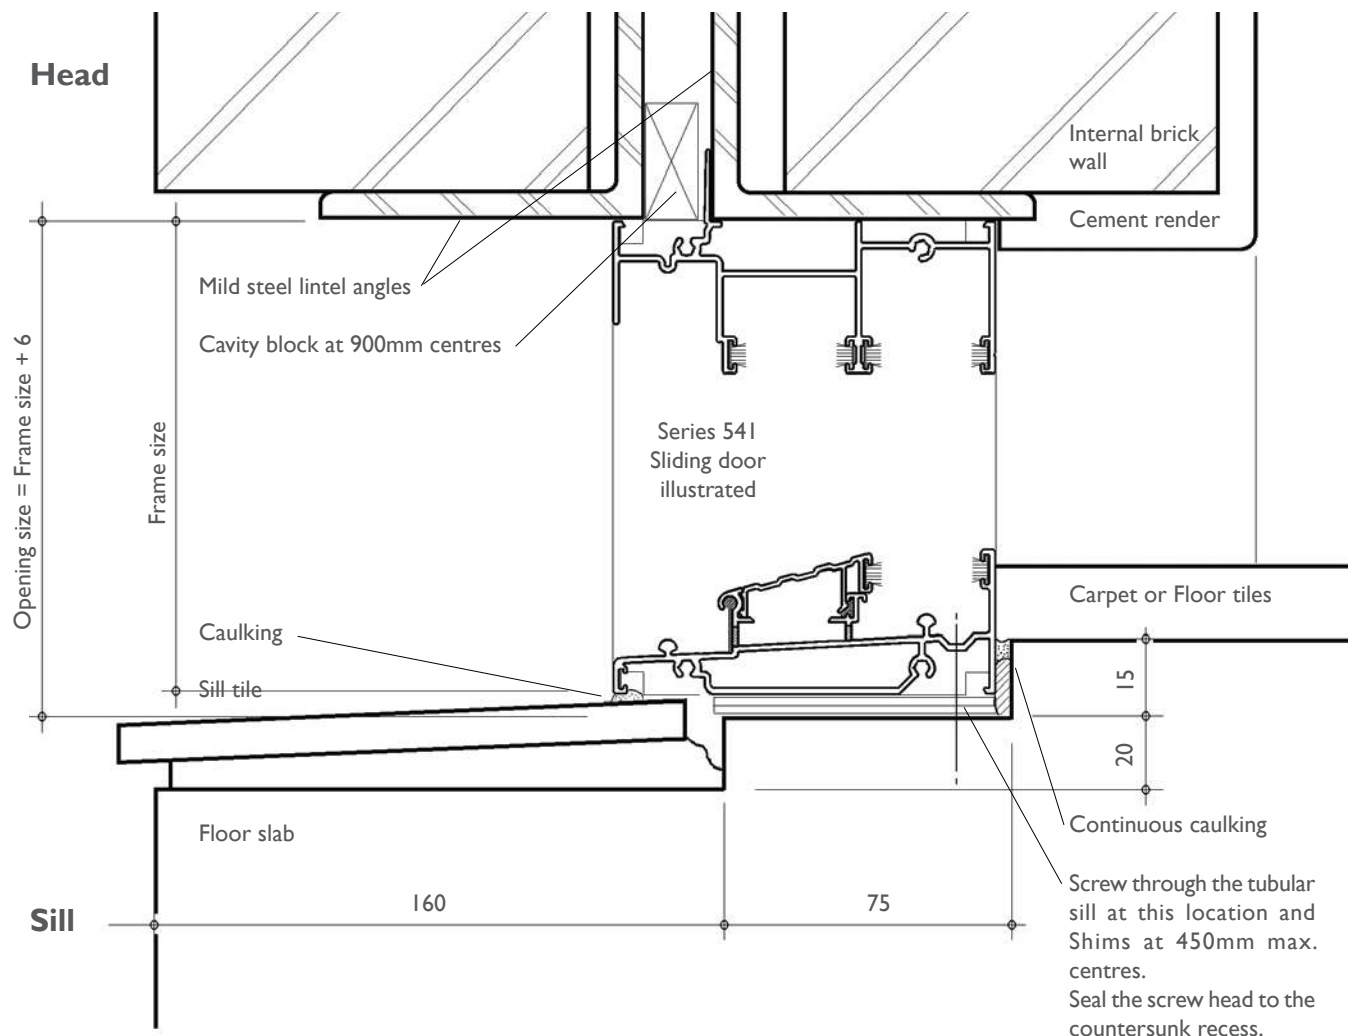 Head
Internal brick
wall
Cement render
Mild steel lintel angles
Cavity block at 900mm centres
Opening size = Frame size + 6
Frame size
Series 541
Sliding door
illustrated
Carpet or Floor tiles
Caulking
Sill tile
15
20
Floor slab
Continuous caulking
160
75
Sill
Screw through the tubular
sill at this location and
Shims at 450mm max.
centres.
Seal the screw head to the
countersunk recess.